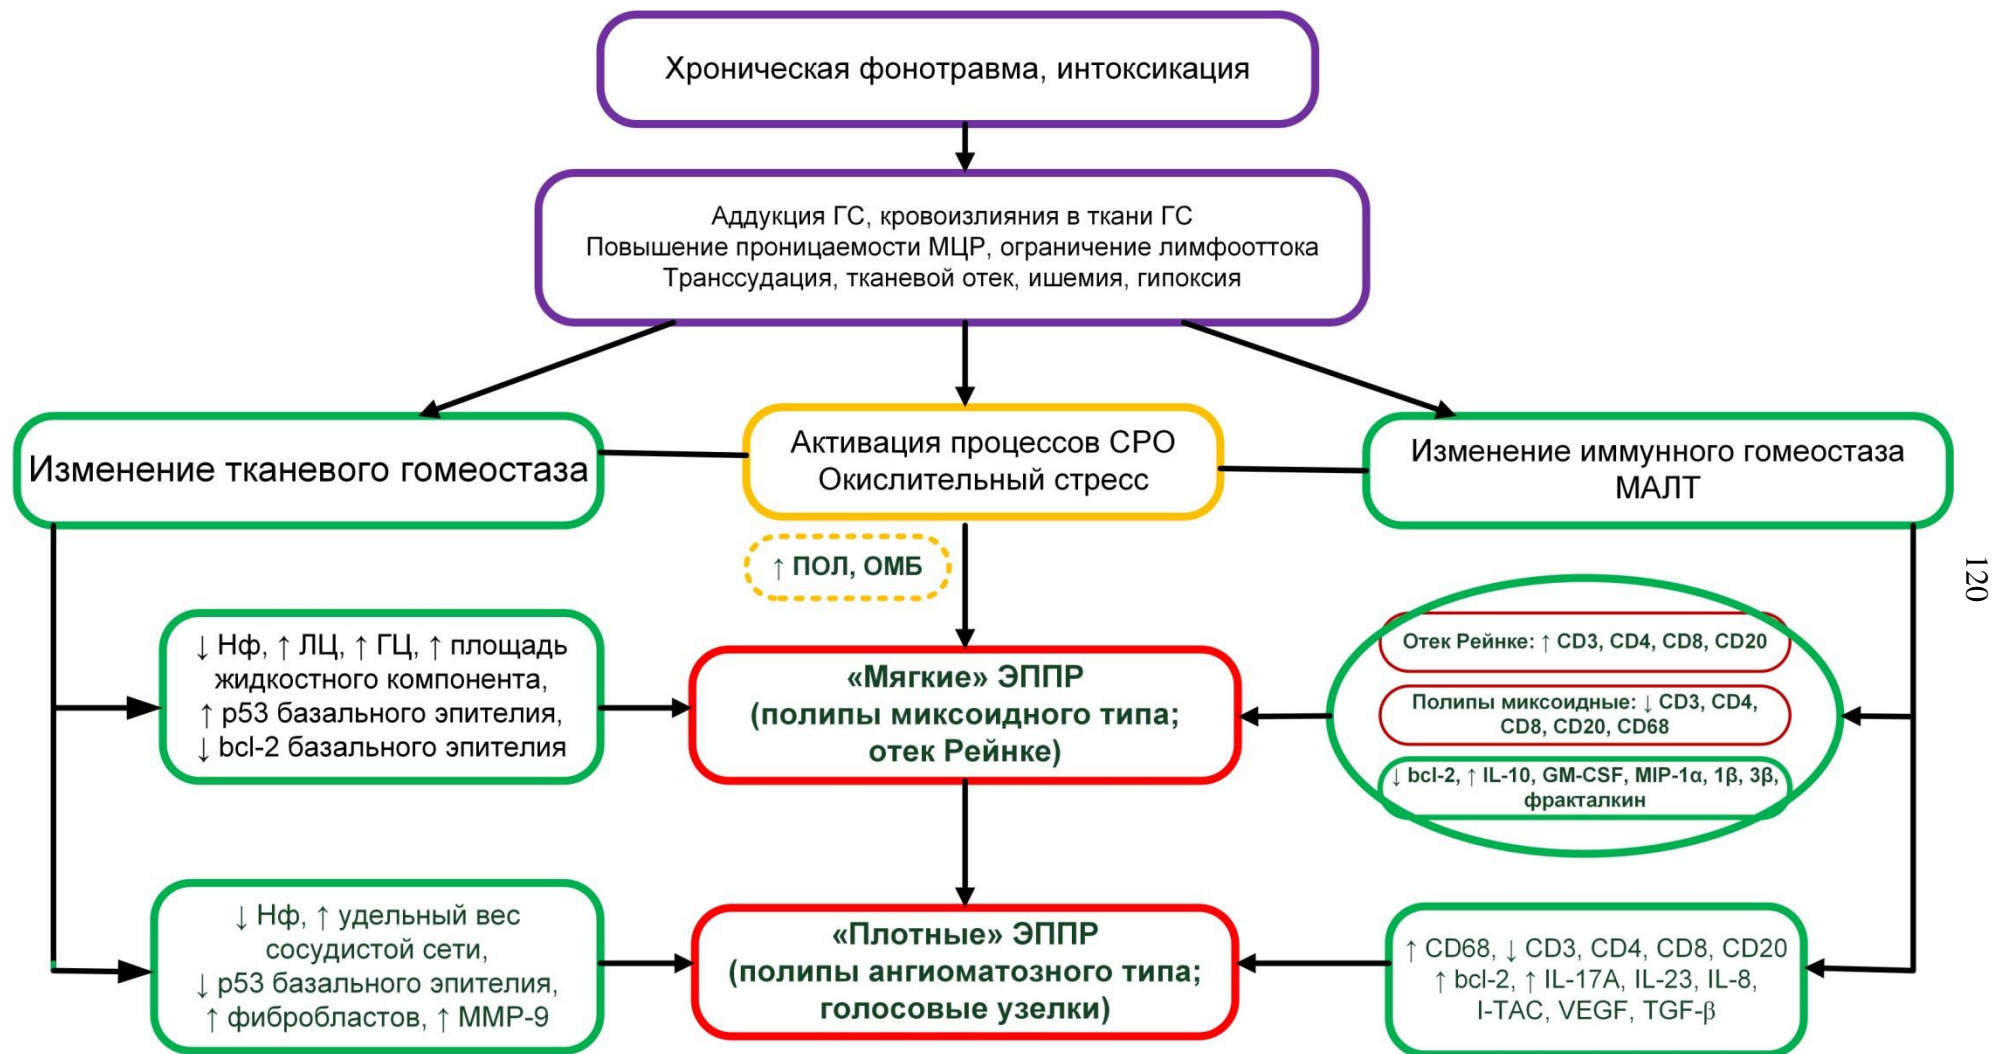 Хроническая фонотравма, интоксикация
Аддукция ГС, кровоизлияния в ткани ГС
Повышение проницаемости МЦР, ограничение лимфооттока
Транссудация, тканевой отек, ишемия, гипоксия
Изменение тканевого гомеостаза
Активация процессов СРО
Окислительный стресс
Изменение иммунного гомеостаза
МАЛТ
↑ ПОЛ, ОМБ
↓ Нф, ↑ ЛЦ, ↑ ГЦ, ↑ площадь
жидкостного компонента,
↑ p53 базального эпителия,
↓ bcl-2 базального эпителия
«Мягкие» ЭППР
(полипы миксоидного типа;
отек Рейнке)
Отек Рейнке: ↑ CD3, CD4, CD8, CD20
Полипы миксоидные: ↓ CD3, CD4,
CD8, CD20, CD68
↓ bcl-2, ↑ IL-10, GM-CSF, MIP-1α, 1β, 3β,
фракталкин
↓ Нф, ↑ удельный вес
сосудистой сети,
↓ p53 базального эпителия,
↑ фибробластов, ↑ MMP-9
«Плотные» ЭППР
(полипы ангиоматозного типа;
голосовые узелки)
↑ CD68, ↓ CD3, CD4, CD8, CD20
↑ bcl-2, ↑ IL-17A, IL-23, IL-8,
I-TAC, VEGF, TGF-β
120